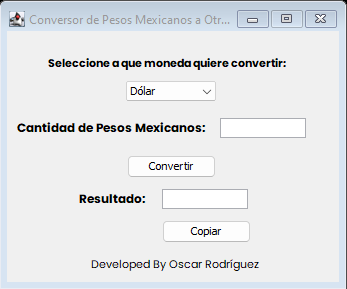 Conversor de Pesos Mexicanos a Otr...
Seleccione a que moneda quiere convertir:
Dólar
Cantidad de Pesos Mexicanos:
Convertir
Resultado:
Copiar
Developed By Oscar Rodríguez